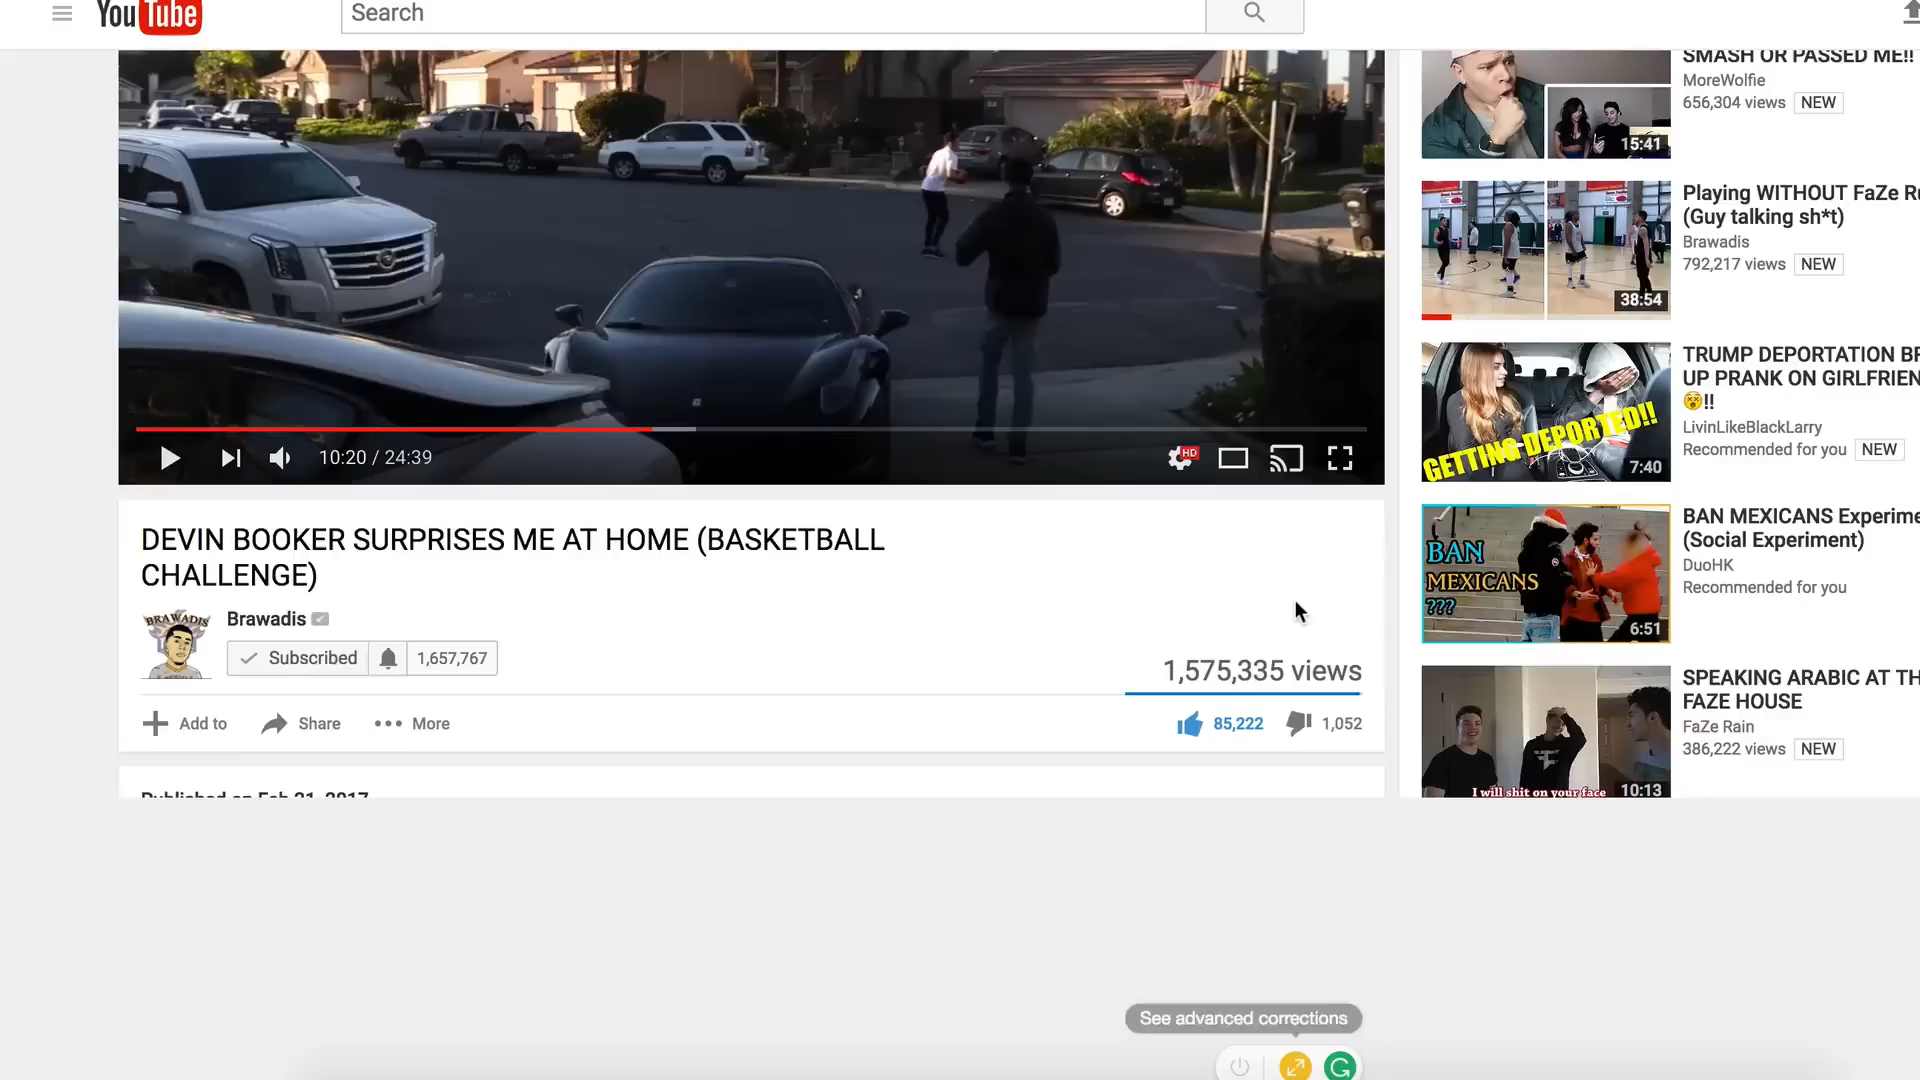 YouTube
Search
SMASH OR PASSED ME!!
MoreWolfie
656,304 views NEW
15:41
Playing WITHOUT FaZe R
(Guy talking sh*t)
Brawadis
792,217 views NEW
38:54
TRUMP DEPORTATION BR
UP PRANK ON GIRLFRIEN
!!
LivinLikeBlackLarry
Recommended for you NEW
GETTING DEPORTED!!
7:40
BAN MEXICANS Experime
(Social Experiment)
DuoHK
Recommended for you
BAN
MEXICANS
???
6:51
SPEAKING ARABIC AT TH
FAZE HOUSE
FaZe Rain
386,222 views NEW
I will shit on your face
10:13
10:20 / 24:39
HD
DEVIN BOOKER SURPRISES ME AT HOME (BASKETBALL
CHALLENGE)
BRAWADIS
Brawadis
Subscribed 1,657,767
1,575,335 views
Add to Share More
85,222 1,052
Published on Feb 21, 2017
See advanced corrections